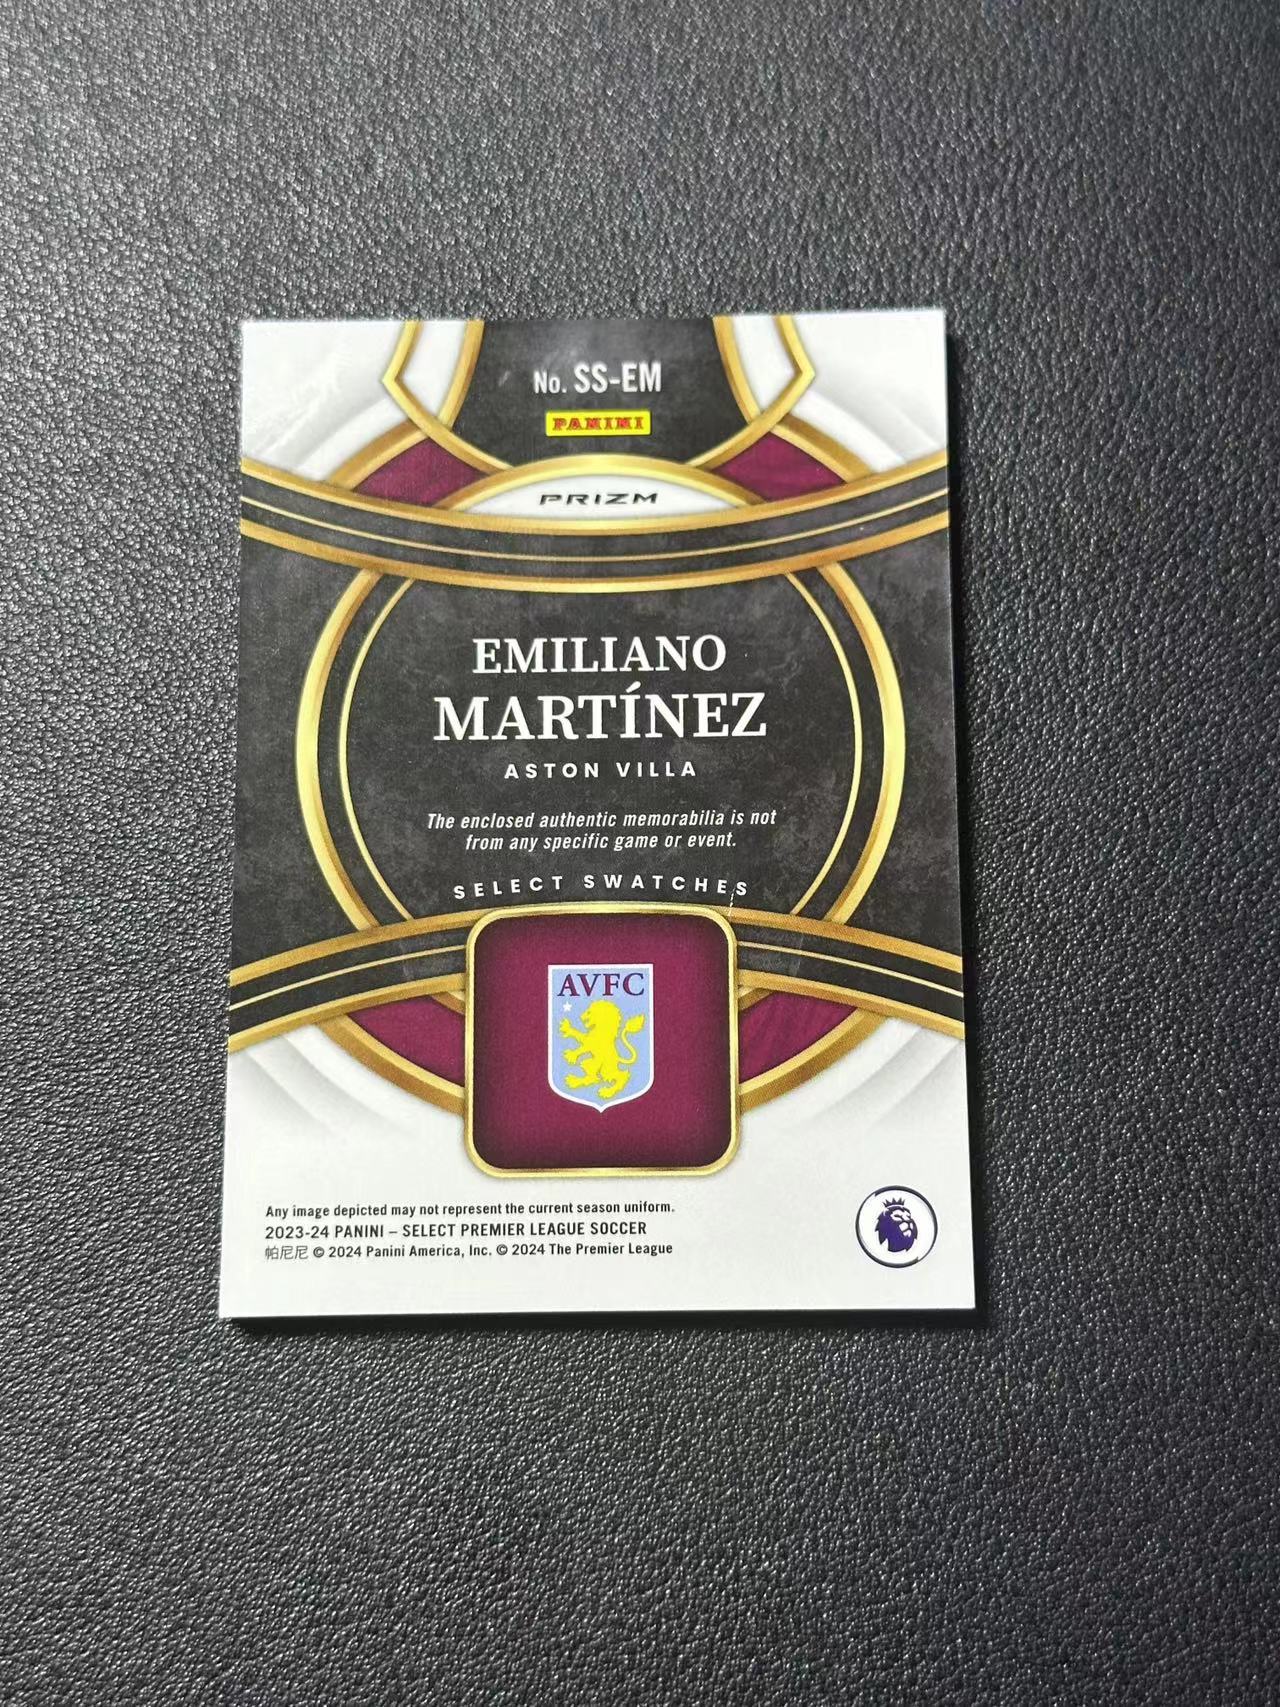 No. SS-EM
PANINI
PRIZM
EMILIANO
MARTÍNEZ
ASTON VILLA
The enclosed authentic memorabilia is not
from any specific game or event.
SELECT SWATCHES
AVFC
Any image depicted may not represent the current season uniform.
2023-24 PANINI – SELECT PREMIER LEAGUE SOCCER
帕尼尼 © 2024 Panini America, Inc. © 2024 The Premier League